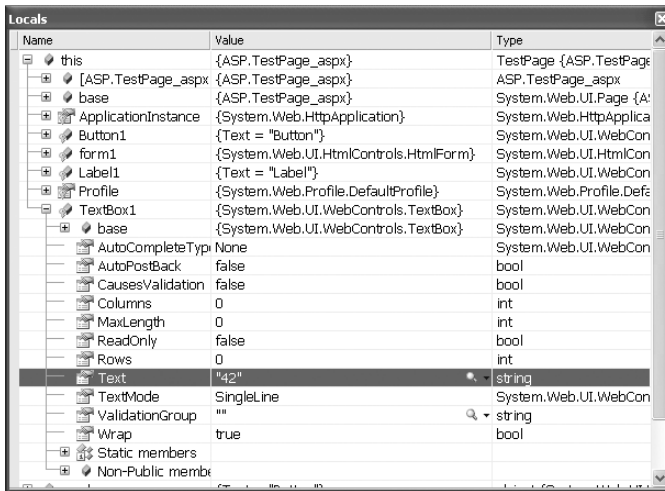 Locals
Name Value Type
this {ASP.TestPage_aspx} TestPage {ASP.TestPage
[ASP.TestPage_aspx {ASP.TestPage_aspx} ASP.TestPage_aspx
base {ASP.TestPage_aspx} System.Web.UI.Page {A
ApplicationInstance {System.Web.HttpApplication} System.Web.HttpApplica
Button1 {Text = "Button"} System.Web.UI.WebCon
form1 {System.Web.UI.HtmlControls.HtmlForm} System.Web.UI.HtmlCon
Label1 {Text = "Label"} System.Web.UI.WebCon
Profile {System.Web.Profile.DefaultProfile} System.Web.Profile.Defa
TextBox1 {System.Web.UI.WebControls.TextBox} System.Web.UI.WebCon
base {System.Web.UI.WebControls.TextBox} System.Web.UI.WebCon
AutoCompleteType None System.Web.UI.WebCon
AutoPostBack false bool
CausesValidation false bool
Columns 0 int
MaxLength 0 int
ReadOnly false bool
Rows 0 int
Text "42" string
TextMode SingleLine System.Web.UI.WebCon
ValidationGroup "" string
Wrap true bool
Static members
Non-Public membe